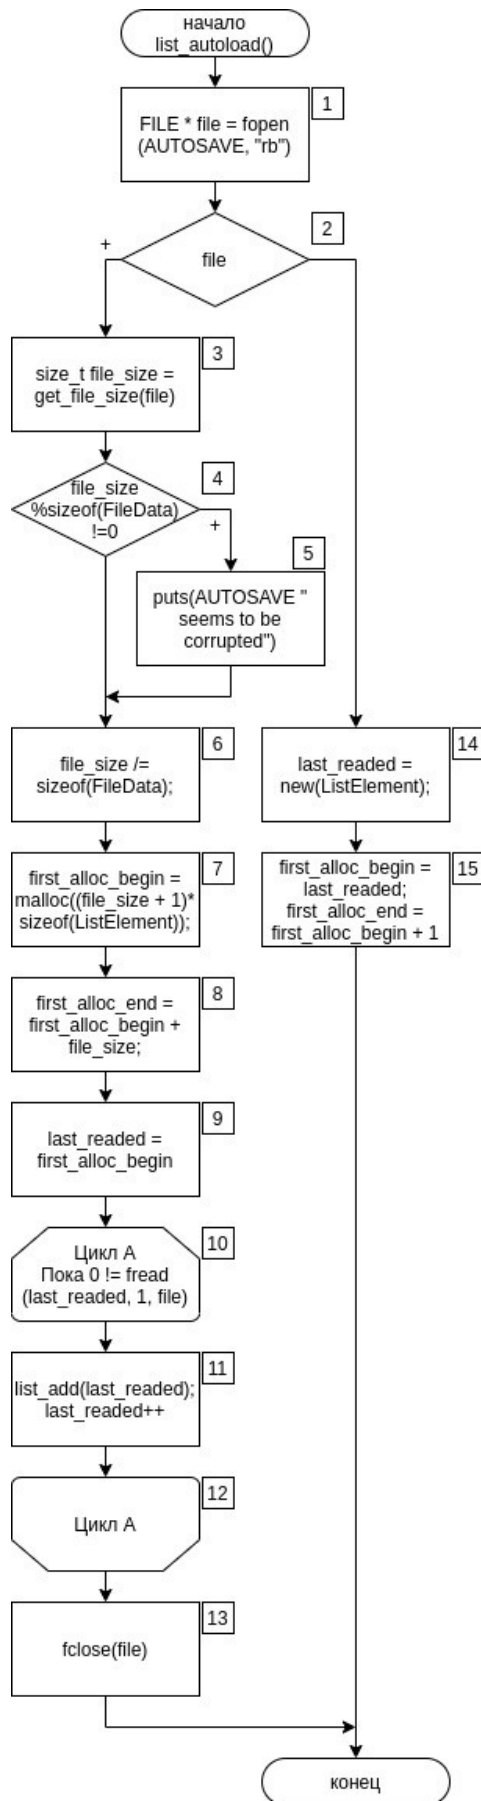 начало
list_autoload()
1
FILE * file = fopen
(AUTOSAVE, "rb")
2
+
file
3
size_t file_size =
get_file_size(file)
4
file_size
%sizeof(FileData)
!=0
+
5
puts(AUTOSAVE "
seems to be
corrupted")
6
file_size /=
sizeof(FileData);
14
last_readed =
new(ListElement);
7
first_alloc_begin =
malloc((file_size + 1)*
sizeof(ListElement));
15
first_alloc_begin =
last_readed;
first_alloc_end =
first_alloc_begin + 1
8
first_alloc_end =
first_alloc_begin +
file_size;
9
last_readed =
first_alloc_begin
10
Цикл А
Пока 0 != fread
(last_readed, 1, file)
11
list_add(last_readed);
last_readed++
12
Цикл А
13
fclose(file)
конец